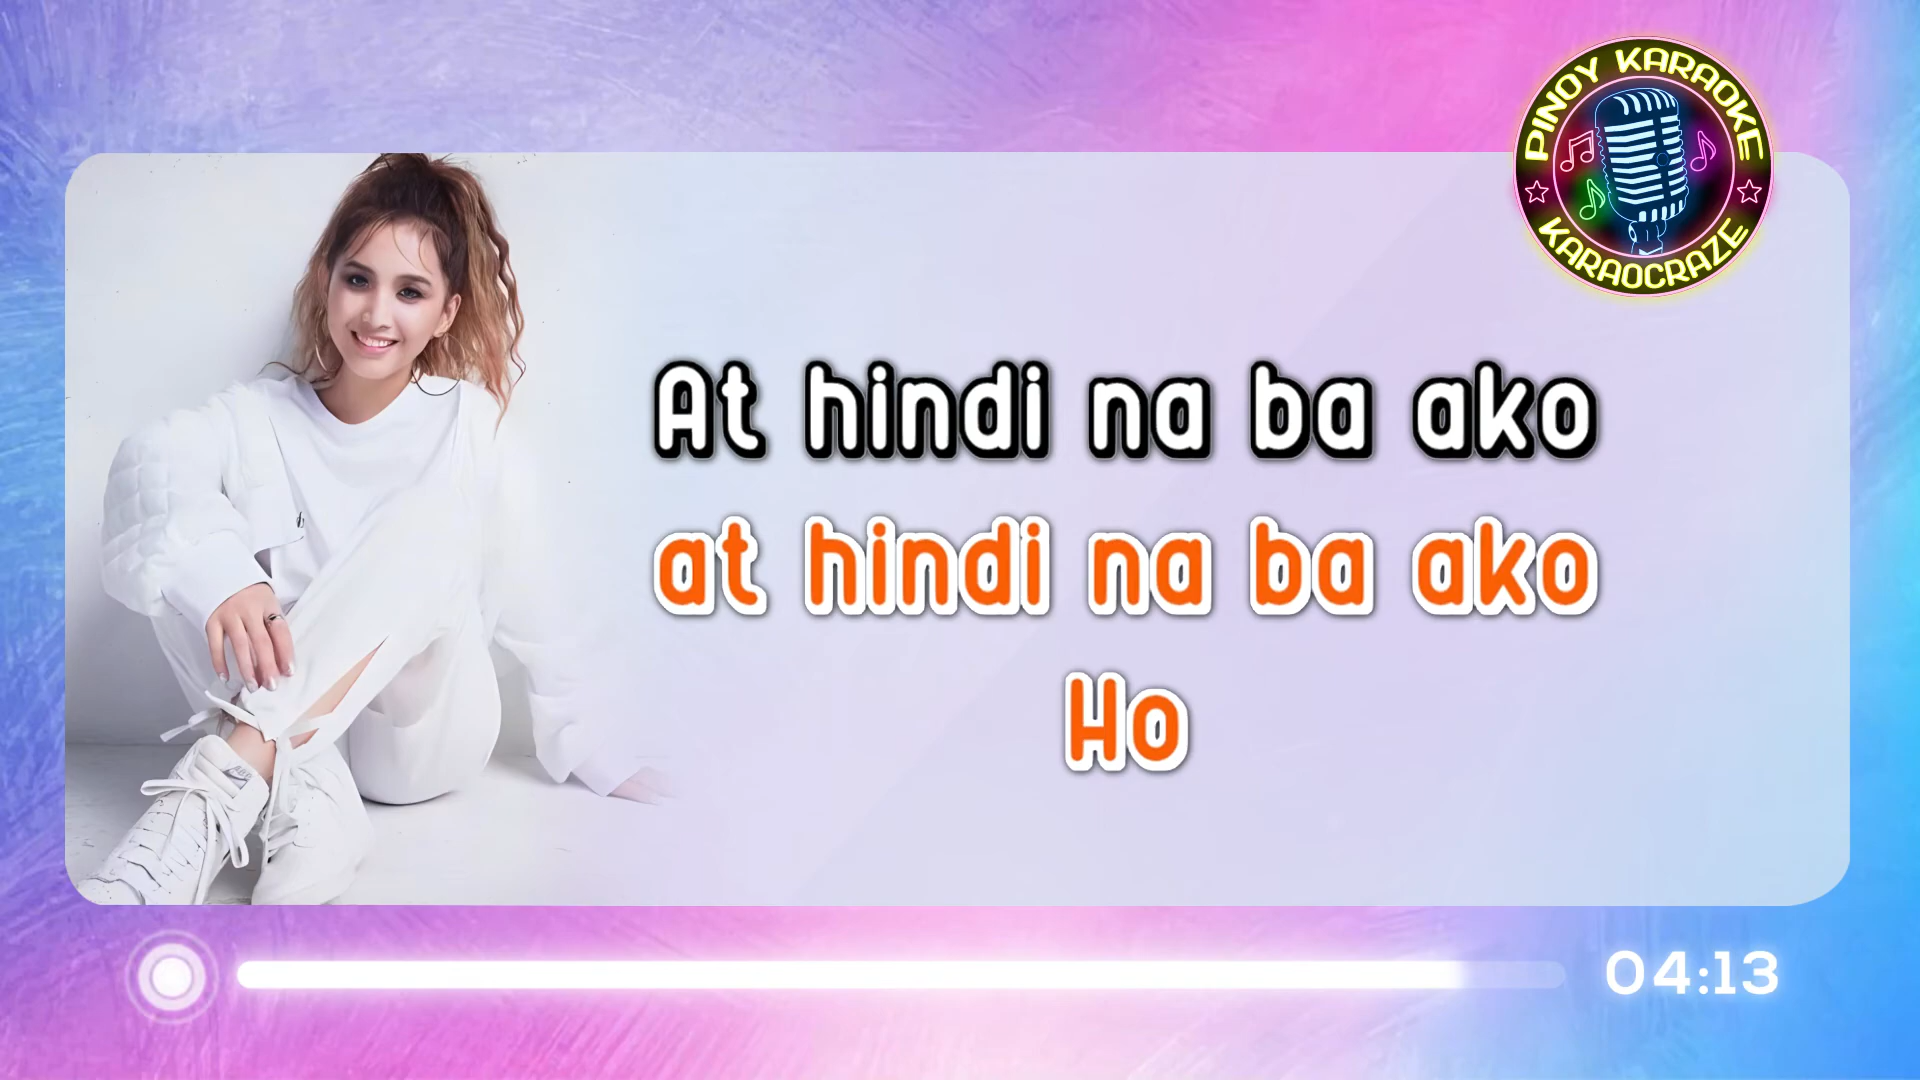 PINOY KARAOKE
KARAOCRAZE
At hindi na ba ako
at hindi na ba ako
Ho
04:13